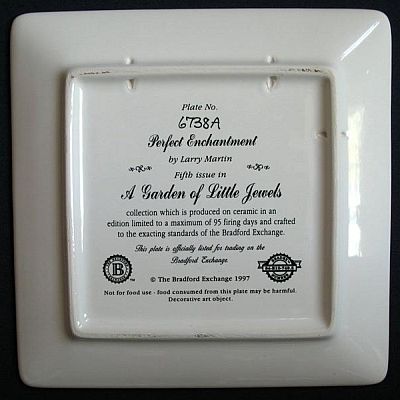 Plate No.
6738A
Perfect Enchantment
by Larry Martin
Fifth issue in
A Garden of Little Jewels
collection which is produced on ceramic in an
edition limited to a maximum of 95 firing days and crafted
to the exacting standards of the Bradford Exchange.
This plate is officially listed for trading on the
Bradford Exchange.
B
TM
© The Bradford Exchange 1997
Not for food use - food consumed from this plate may be harmful.
Decorative art object.